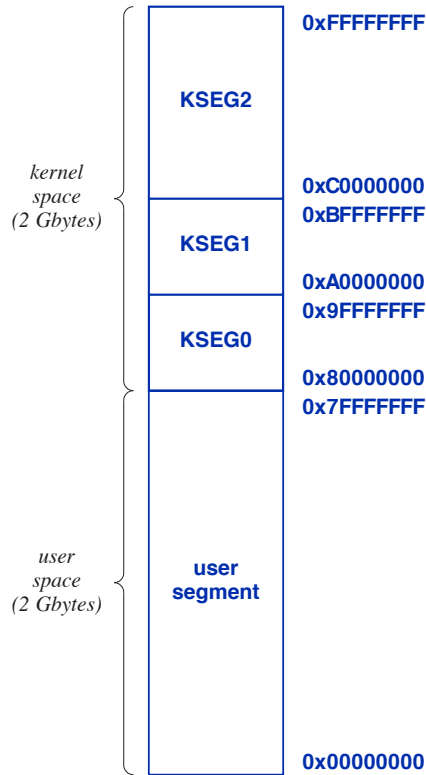 0xFFFFFFFF
KSEG2
kernel
space
(2 Gbytes)
0xC0000000
0xBFFFFFFF
KSEG1
0xA0000000
0x9FFFFFFF
KSEG0
0x80000000
0x7FFFFFFF
user
space
(2 Gbytes)
user
segment
0x00000000